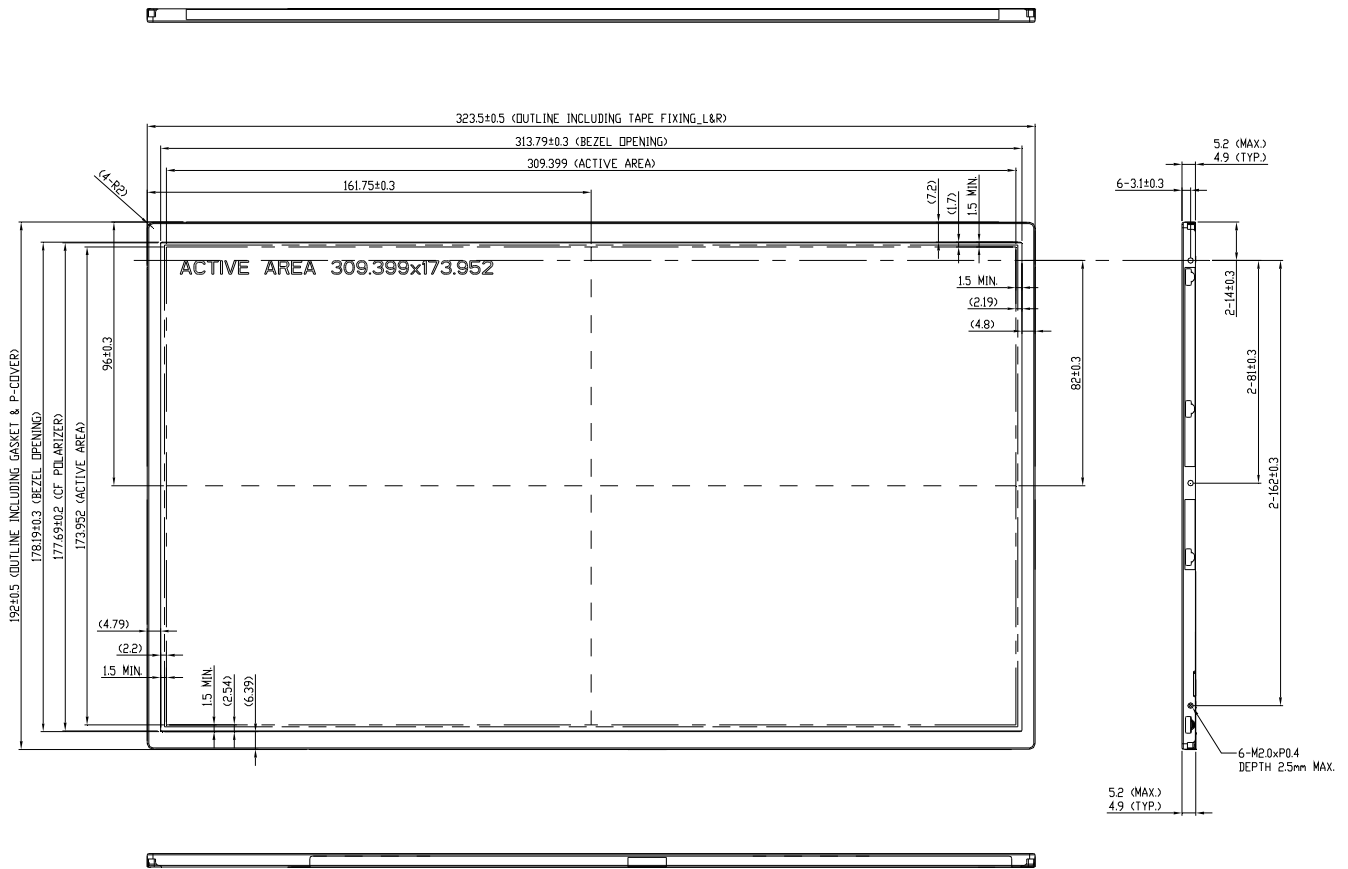 323.5±0.5 (OUTLINE INCLUDING TAPE FIXING_L&R)
313.79±0.3 (BEZEL OPENING)
309.399 (ACTIVE AREA)
161.75±0.3
(4-R2)
(7.2)
(1.7)
1.5 MIN.
5.2 (MAX.)
4.9 (TYP.)
6-3.1±0.3
ACTIVE AREA 309.399x173.952
1.5 MIN.
(2.19)
(4.8)
2-14±0.3
96±0.3
82±0.3
2-81±0.3
2-162±0.3
192±0.5 (OUTLINE INCLUDING GASKET & P-COVER)
178.19±0.3 (BEZEL OPENING)
177.69±0.2 (CF POLARIZER)
173.952 (ACTIVE AREA)
(4.79)
(2.2)
1.5 MIN.
1.5 MIN.
(2.54)
(6.39)
6-M2.0xP0.4
DEPTH 2.5mm MAX.
5.2 (MAX.)
4.9 (TYP.)